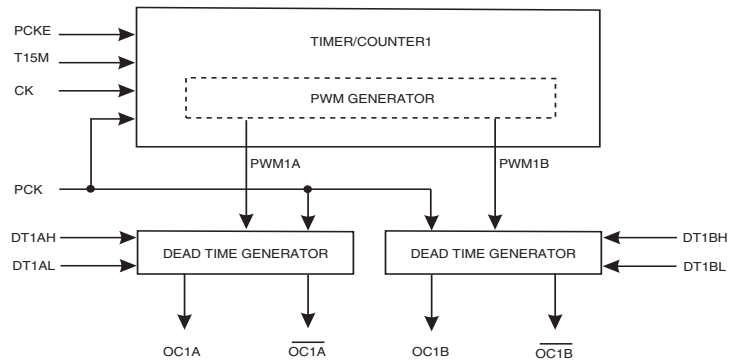 PCKE
TIMER/COUNTER1
T15M
CK
PWM GENERATOR
PWM1A
PWM1B
PCK
DT1AH
DT1BH
DEAD TIME GENERATOR
DEAD TIME GENERATOR
DT1AL
DT1BL
OC1A
OC1A
OC1B
OC1B